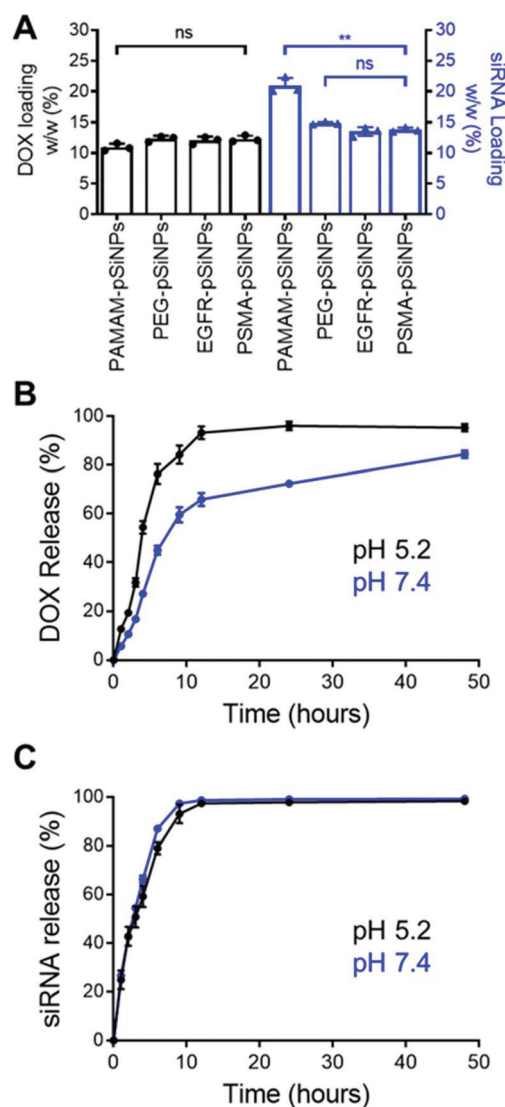 A
DOX loading
w/w (%)
30
25
20
15
10
5
0
ns
**
ns
30
25
20
15
10
5
0
siRNA Loading
w/w (%)
PAMAM-pSiNPs
PEG-pSiNPs
EGFR-pSiNPs
PSMA-pSiNPs
PAMAM-pSiNPs
PEG-pSiNPs
EGFR-pSiNPs
PSMA-pSiNPs
B
DOX Release (%)
100
80
60
40
20
0
pH 5.2
pH 7.4
0 10 20 30 40 50
Time (hours)
C
siRNA release (%)
100
80
60
40
20
0
pH 5.2
pH 7.4
0 10 20 30 40 50
Time (hours)